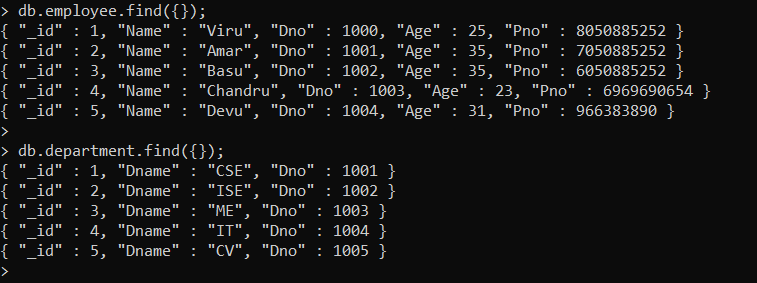 > db.employee.find({});
{ "_id" : 1, "Name" : "Viru", "Dno" : 1000, "Age" : 25, "Pno" : 8050885252 }
{ "_id" : 2, "Name" : "Amar", "Dno" : 1001, "Age" : 35, "Pno" : 7050885252 }
{ "_id" : 3, "Name" : "Basu", "Dno" : 1002, "Age" : 35, "Pno" : 6050885252 }
{ "_id" : 4, "Name" : "Chandru", "Dno" : 1003, "Age" : 23, "Pno" : 6969690654 }
{ "_id" : 5, "Name" : "Devu", "Dno" : 1004, "Age" : 31, "Pno" : 966383890 }
>
> db.department.find({});
{ "_id" : 1, "Dname" : "CSE", "Dno" : 1001 }
{ "_id" : 2, "Dname" : "ISE", "Dno" : 1002 }
{ "_id" : 3, "Dname" : "ME", "Dno" : 1003 }
{ "_id" : 4, "Dname" : "IT", "Dno" : 1004 }
{ "_id" : 5, "Dname" : "CV", "Dno" : 1005 }
>